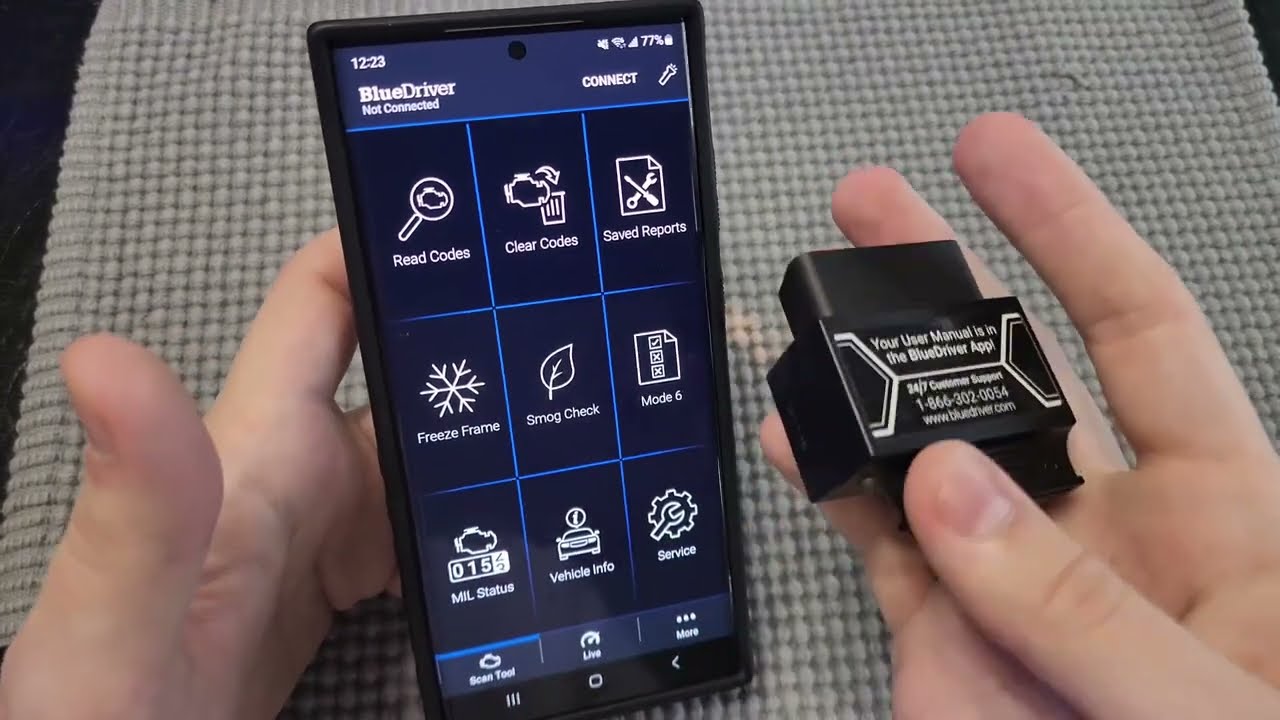 12:23
77%
BlueDriver
Not Connected
CONNECT
Read Codes
Clear Codes
Saved Reports
Freeze Frame
Smog Check
Mode 6
015
MIL Status
Vehicle Info
Service
Scan Tool
Live
More
Your User Manual is in
the BlueDriver App!
24/7 Customer Support
1-866-302-0054
www.bluedriver.com